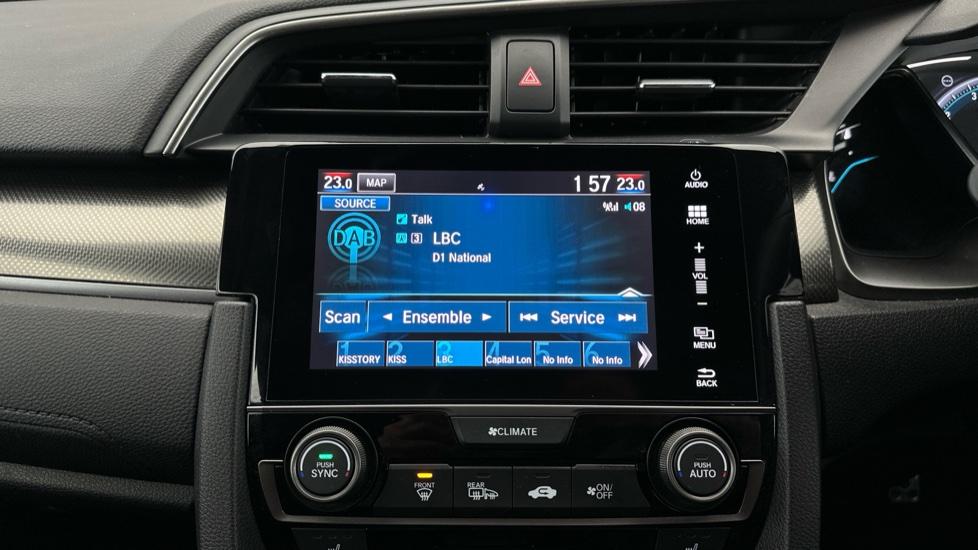 23.0 MAP 1 57 23.0
SOURCE 08
DAB Talk
3 LBC
D1 National
Scan ◄ Ensemble ► Service
1 KISSTORY 2 KISS 3 LBC 4 Capital Lon 5 No Info 6 No Info
AUDIO
HOME
+
VOL
−
MENU
BACK
CLIMATE
PUSH SYNC
FRONT
REAR
ON/OFF
PUSH AUTO
3